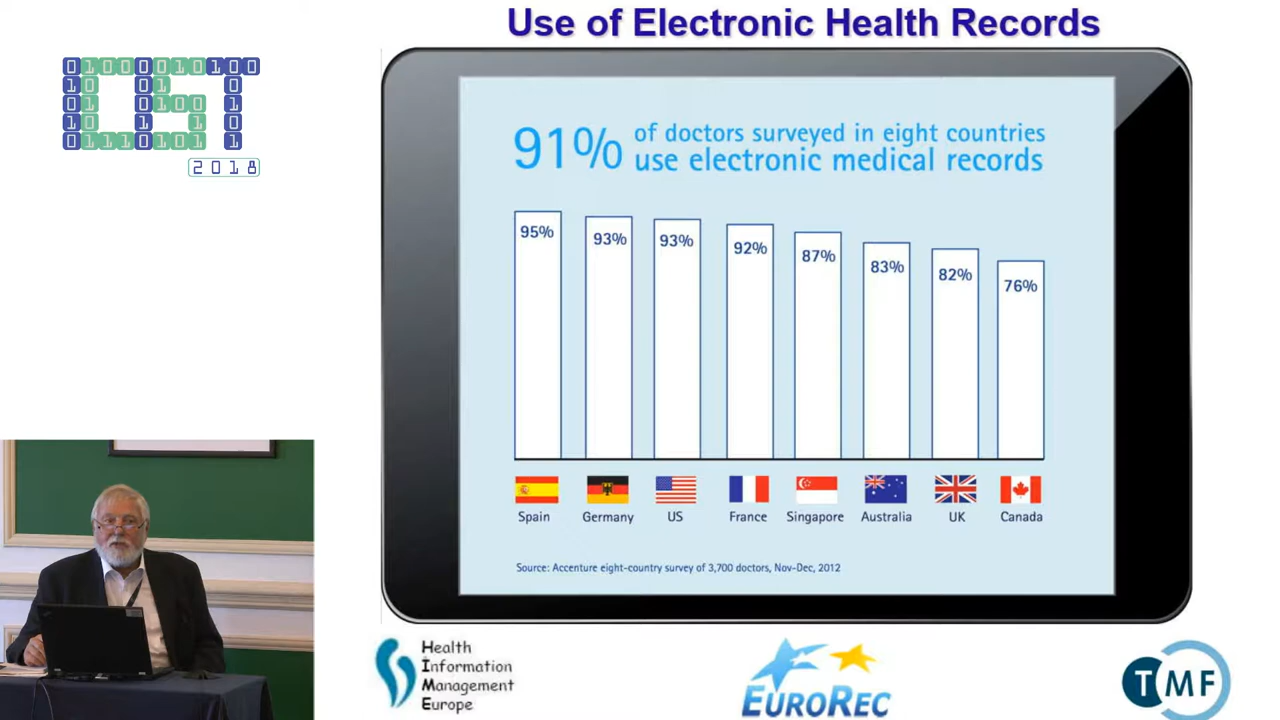 Use of Electronic Health Records
0100001010 0
2018
91% of doctors surveyed in eight countries
use electronic medical records
95%
93%
93%
92%
87%
83%
82%
76%
Spain
Germany
US
France
Singapore
Australia
UK
Canada
Source: Accenture eight-country survey of 3,700 doctors, Nov-Dec, 2012
Health
Information
Management
Europe
EUROREC
TMF